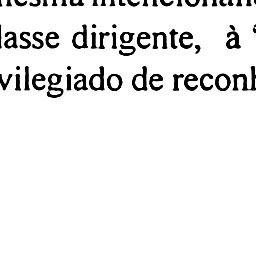 lasse dirigente, à "
vilegiado de reconh